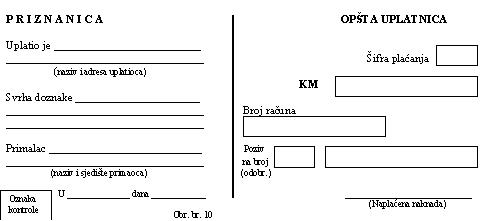 P R I Z N A N I C A
Uplatio je
(naziv i adresa uplatioca)
Svrha doznake
Primalac
(naziv i sjedište primaoca)
Oznaka
kontrole
U dana
Obr. br. 10
OPŠTA UPLATNICA
Šifra plaćanja
KM
Broj računa
Poziv
na broj
(odobr.)
(Naplaćena naknada)